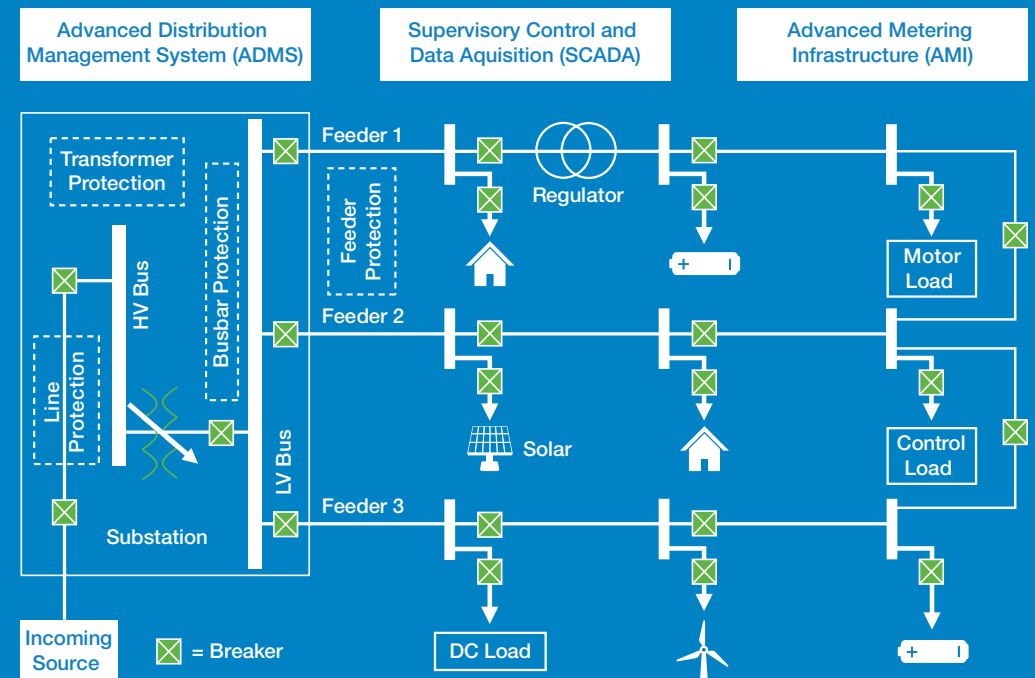 Advanced Distribution
Management System (ADMS)
Supervisory Control and
Data Aquisition (SCADA)
Advanced Metering
Infrastructure (AMI)
Transformer
Protection
Busbar Protection
HV Bus
Line
Protection
LV Bus
Substation
Incoming
Source
= Breaker
Feeder 1
Feeder
Protection
Regulator
+ I
Motor
Load
Feeder 2
Solar
Control
Load
Feeder 3
DC Load
+ I